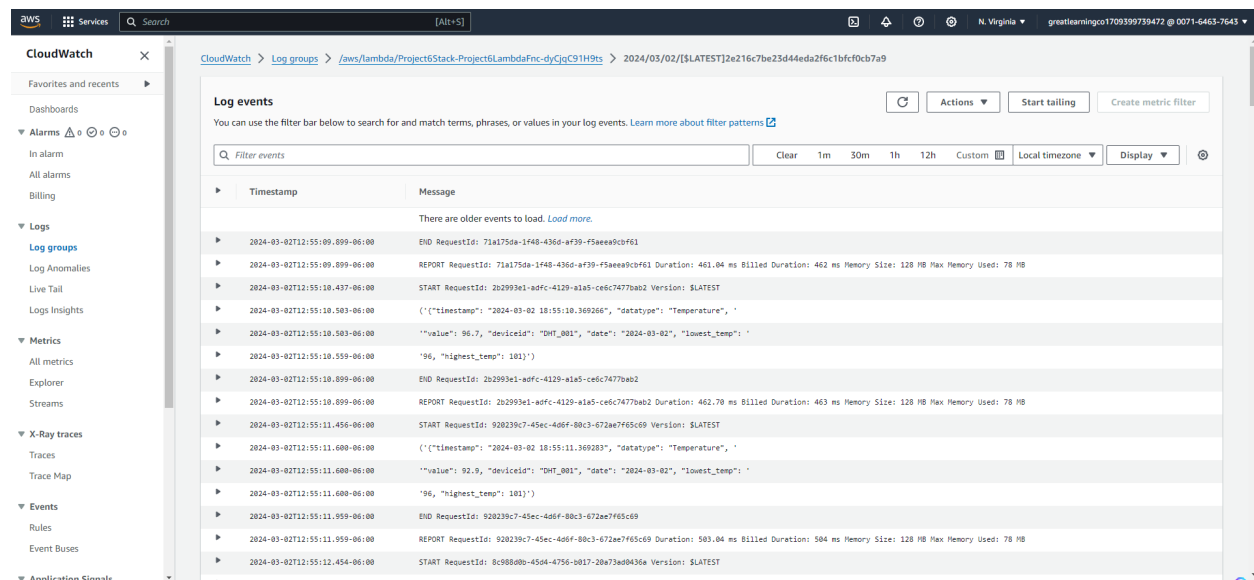 aws Services Search [Alt+S] N. Virginia ▼ greatlearningco1709399739472 @ 0071-6463-7643 ▼
CloudWatch
Favorites and recents
Dashboards
Alarms 0 0 0
In alarm
All alarms
Billing
Logs
Log groups
Log Anomalies
Live Tail
Logs Insights
Metrics
All metrics
Explorer
Streams
X-Ray traces
Traces
Trace Map
Events
Rules
Event Buses
Application Signals
CloudWatch > Log groups > /aws/lambda/Project6Stack-Project6LambdaFnc-dyCjqC91H9ts > 2024/03/02/[$LATEST]2e216c7be23d44eda2f6c1bfcf0cb7a9
Log events
Actions ▼ Start tailing Create metric filter
You can use the filter bar below to search for and match terms, phrases, or values in your log events. Learn more about filter patterns
Filter events Clear 1m 30m 1h 12h Custom Local timezone ▼ Display ▼
Timestamp Message
There are older events to load. Load more.
2024-03-02T12:55:09.899-06:00 END RequestId: 71a175da-1f48-436d-af39-f5aeea9cbf61
2024-03-02T12:55:09.899-06:00 REPORT RequestId: 71a175da-1f48-436d-af39-f5aeea9cbf61 Duration: 461.04 ms Billed Duration: 462 ms Memory Size: 128 MB Max Memory Used: 78 MB
2024-03-02T12:55:10.437-06:00 START RequestId: 2b2993e1-adfc-4129-a1a5-ce6c7477bab2 Version: $LATEST
2024-03-02T12:55:10.503-06:00 ('{"timestamp": "2024-03-02 18:55:10.369266", "datatype": "Temperature", '
2024-03-02T12:55:10.503-06:00 '"value": 96.7, "deviceid": "DHT_001", "date": "2024-03-02", "lowest_temp": '
2024-03-02T12:55:10.559-06:00 '96, "highest_temp": 101}')
2024-03-02T12:55:10.899-06:00 END RequestId: 2b2993e1-adfc-4129-a1a5-ce6c7477bab2
2024-03-02T12:55:10.899-06:00 REPORT RequestId: 2b2993e1-adfc-4129-a1a5-ce6c7477bab2 Duration: 462.70 ms Billed Duration: 463 ms Memory Size: 128 MB Max Memory Used: 78 MB
2024-03-02T12:55:11.456-06:00 START RequestId: 920239c7-45ec-4d6f-80c3-672ae7f65c69 Version: $LATEST
2024-03-02T12:55:11.600-06:00 ('{"timestamp": "2024-03-02 18:55:11.369283", "datatype": "Temperature", '
2024-03-02T12:55:11.600-06:00 '"value": 92.9, "deviceid": "DHT_001", "date": "2024-03-02", "lowest_temp": '
2024-03-02T12:55:11.600-06:00 '96, "highest_temp": 101}')
2024-03-02T12:55:11.959-06:00 END RequestId: 920239c7-45ec-4d6f-80c3-672ae7f65c69
2024-03-02T12:55:11.959-06:00 REPORT RequestId: 920239c7-45ec-4d6f-80c3-672ae7f65c69 Duration: 503.04 ms Billed Duration: 504 ms Memory Size: 128 MB Max Memory Used: 78 MB
2024-03-02T12:55:12.454-06:00 START RequestId: 8c988d0b-45d4-4756-b017-20a73ad0436a Version: $LATEST